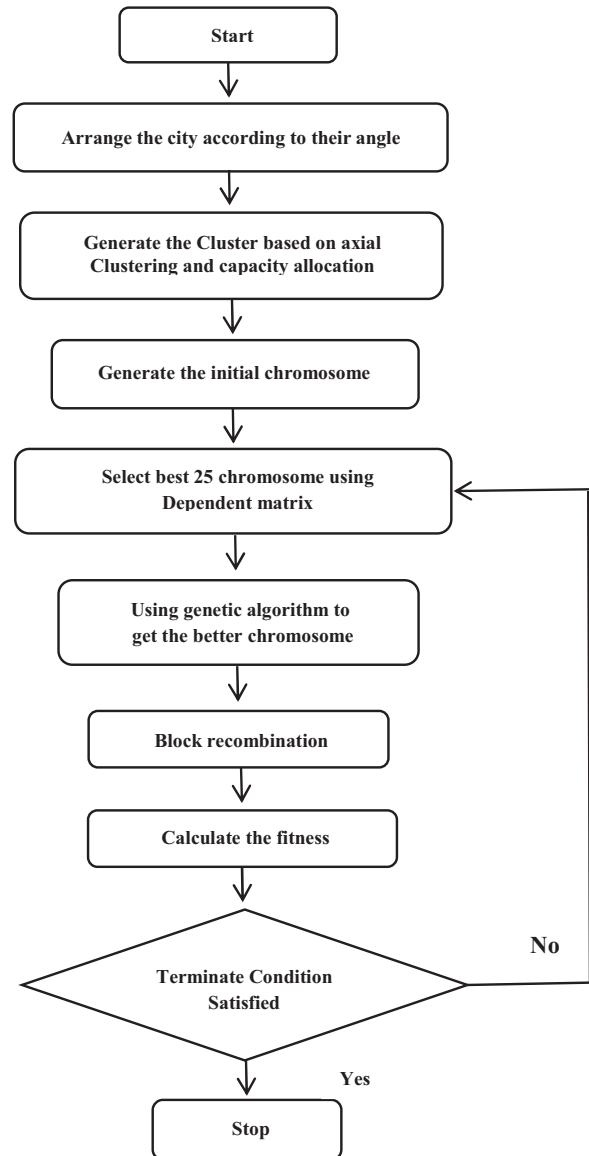 Start
Arrange the city according to their angle
Generate the Cluster based on axial
Clustering and capacity allocation
Generate the initial chromosome
Select best 25 chromosome using
Dependent matrix
Using genetic algorithm to
get the better chromosome
Block recombination
Calculate the fitness
No
Terminate Condition
Satisfied
Yes
Stop